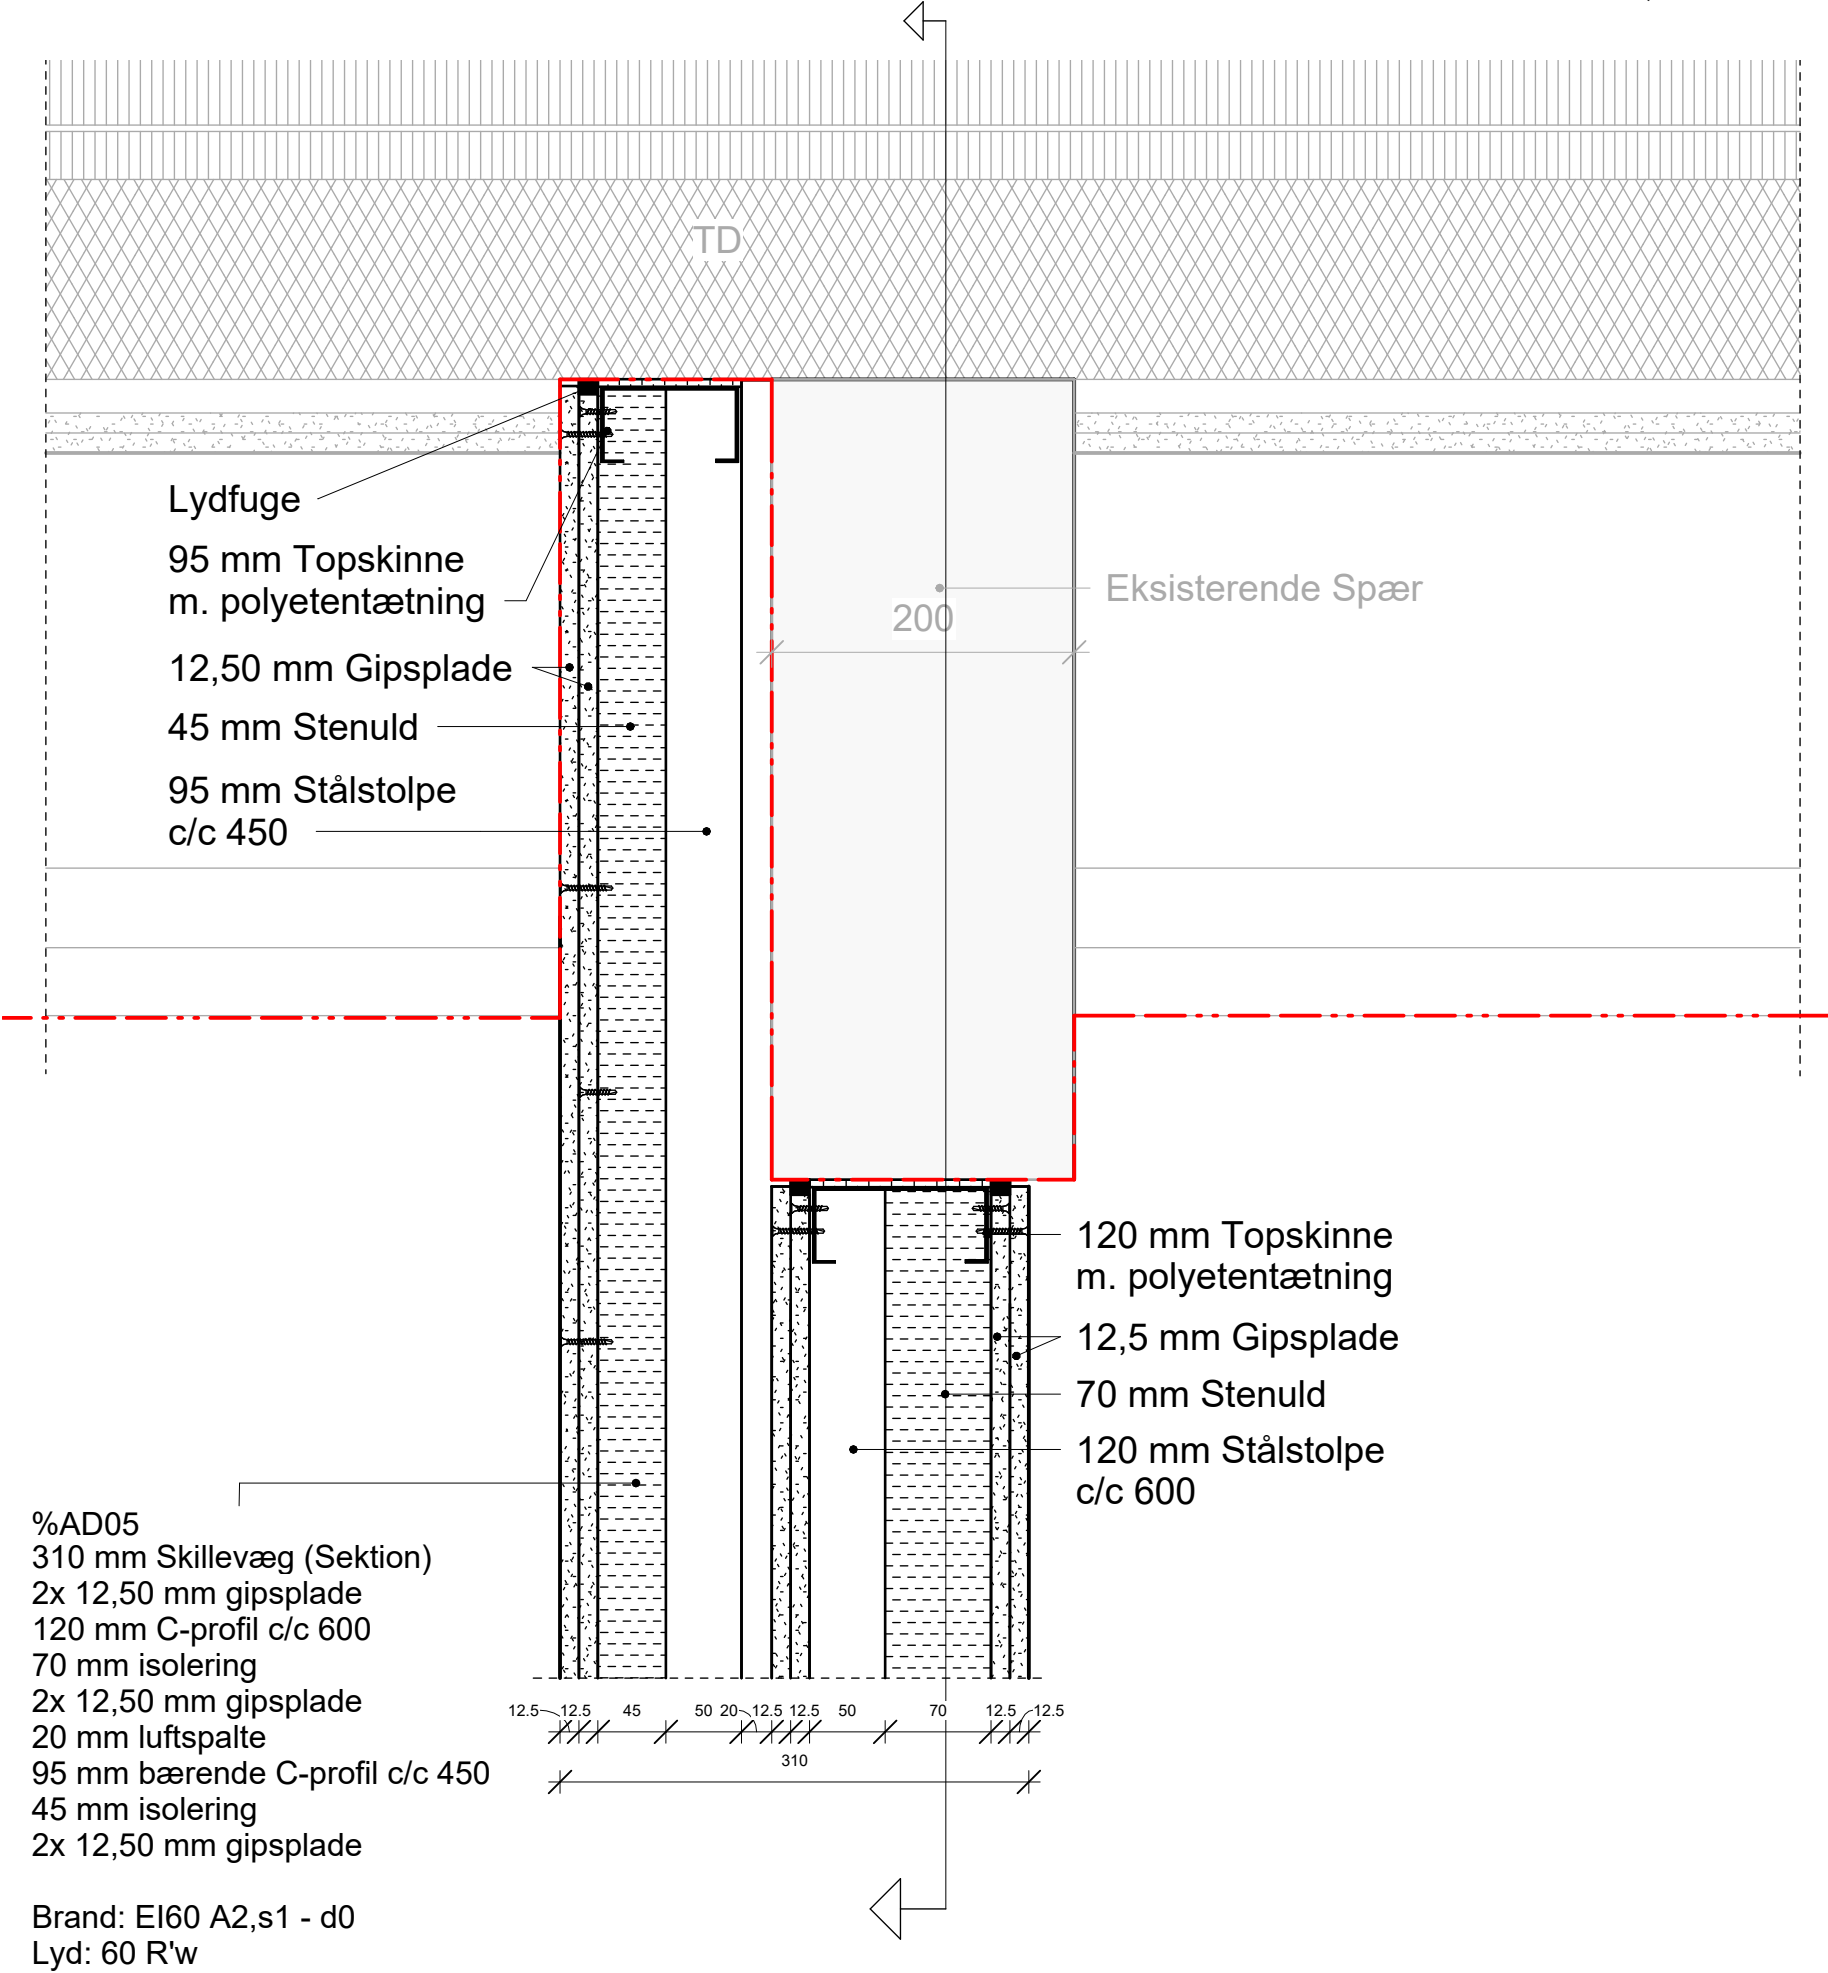 TD
Lydfuge
95 mm Topskinne
m. polyetentætning
12,50 mm Gipsplade
45 mm Stenuld
95 mm Stålstolpe
c/c 450
Eksisterende Spær
200
120 mm Topskinne
m. polyetentætning
12,5 mm Gipsplade
70 mm Stenuld
120 mm Stålstolpe
c/c 600
%AD05
310 mm Skillevæg (Sektion)
2x 12,50 mm gipsplade
120 mm C-profil c/c 600
70 mm isolering
2x 12,50 mm gipsplade
20 mm luftspalte
95 mm bærende C-profil c/c 450
45 mm isolering
2x 12,50 mm gipsplade
Brand: EI60 A2,s1 - d0
Lyd: 60 R'w
12.5 12.5 45 50 20 12.5 12.5 50 70 12.5 12.5
310